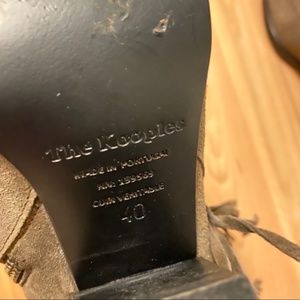 The Kooples
MADE IN PORTUGAL
CUIR VERITABLE
40